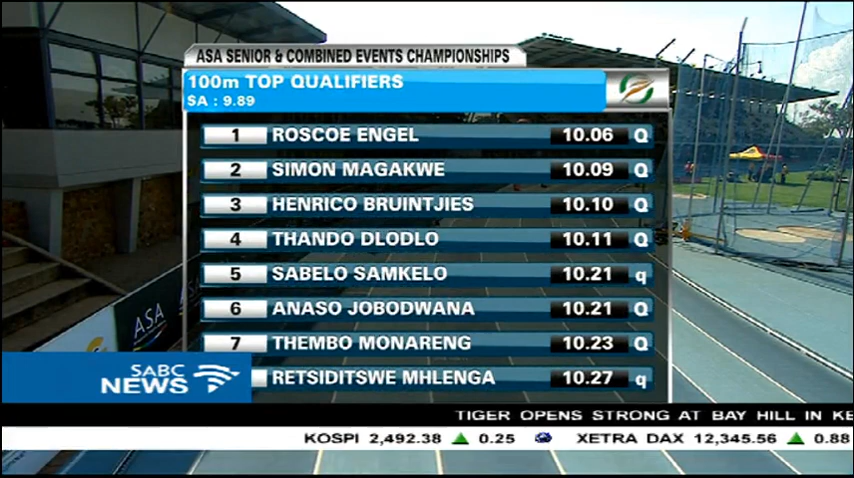 ASA SENIOR & COMBINED EVENTS CHAMPIONSHIPS
100m TOP QUALIFIERS
SA : 9.89
1 ROSCOE ENGEL 10.06 Q
2 SIMON MAGAKWE 10.09 Q
3 HENRICO BRUINTJIES 10.10 Q
4 THANDO DLODLO 10.11 Q
5 SABELO SAMKELO 10.21 q
6 ANASO JOBODWANA 10.21 Q
7 THEMBO MONARENG 10.23 Q
RETSIDITSWE MHLENGA 10.27 q
ASA
SABC
NEWS
TIGER OPENS STRONG AT BAY HILL IN KE
KOSPI 2,492.38 ▲ 0.25 XETRA DAX 12,345.56 ▲ 0.88